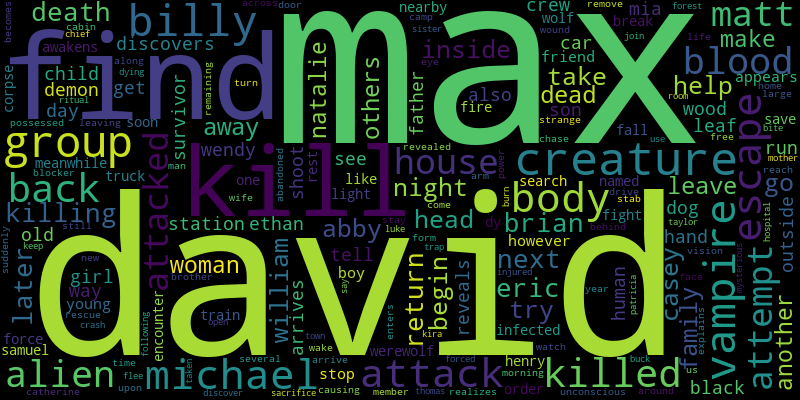 death
billy
discovers
awakens
corpse
child
demon
get
day
find
max
natalie
others
father
inside
also
fire
crew
wolf
nearby
mia
break
car
friend
take
dead
son
matt
make
blood
help
appears
group
survivor
away
wendy
meanwhile
truck
back
blocker
killing
old
attacked
kill
house
see
like
light
night
shoot
rest
abandoned
one
man
wife
creature
wood
leaf
fall
save
run
bite
escape
leave
go
dog
outside
body
search
named
brian
fight
however
head
station
ethan
abby
tell
boy
david
woman
william
later
girl
way
young
force
samuel
alien
michael
train
arrives
encounter
return
begin
reveals
eric
next
try
infected
human
casey
hand
family
vampire
attempt
another
black
killed
attack
werewolf
henry
order
stop
causing
member
thomas
realizes
morning
unconscious
around
discover
sacrifice
several
arrive
time
flee
upon
catherine
crash
rescue
brother
open
town
wake
kira
enters
watch
forced
buck
year
patricia
injured
behind
taylor
explains
vision
hospital
mysterious
mother
reach
room
free
home
large
life
join
remove
forest
door
across
camp
sister
eye
wound
strange
chase
use
power
revealed
arm
burn
stab
drive
come
form
trap
luke
stay
say
suddenly
keep
still
new
following
taken
possessed
ritual
leaving
dying
along
chief
cabin
becomes
remaining
turn
soon
us
face
dy